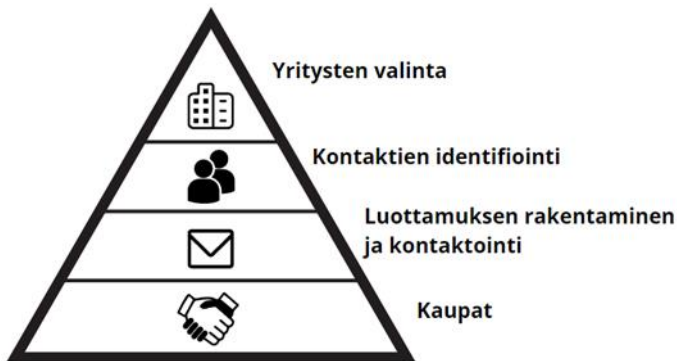 Yritysten valinta
Kontaktien identifiointi
Luottamuksen rakentaminen
ja kontaktointi
Kaupat